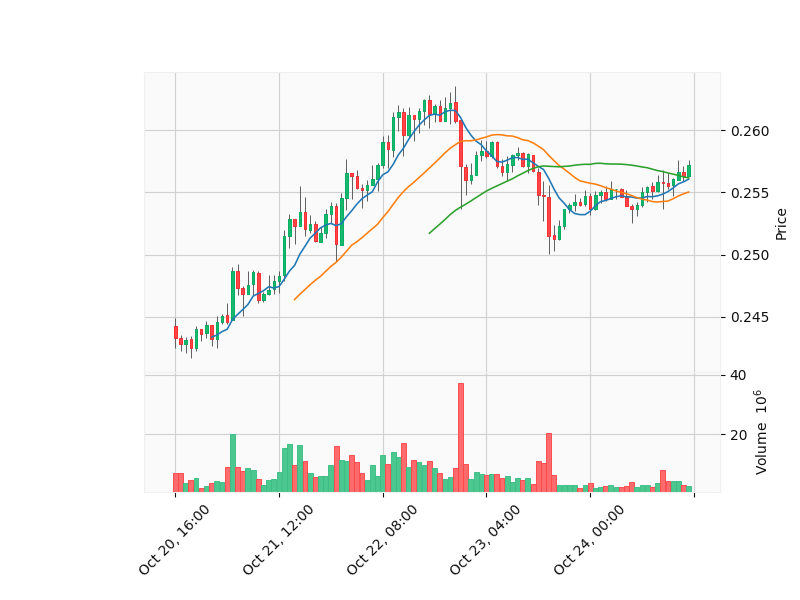 0.260
0.255
0.250
0.245
Price
40
20
Volume 10^6
Oct 20, 16:00
Oct 21, 12:00
Oct 22, 08:00
Oct 23, 04:00
Oct 24, 00:00